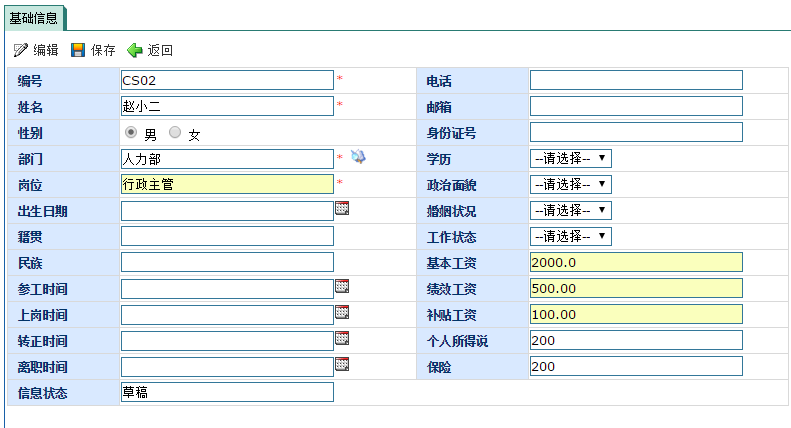 基础信息
编辑 保存 返回
编号 CS02 * 电话
姓名 赵小二 * 邮箱
性别 男 女 身份证号
部门 人力部 * 学历 --请选择--
岗位 行政主管 * 政治面貌 --请选择--
出生日期 婚姻状况 --请选择--
籍贯 工作状态 --请选择--
民族 基本工资 2000.0
参工时间 绩效工资 500.00
上岗时间 补贴工资 100.00
转正时间 个人所得说 200
离职时间 保险 200
信息状态 草稿